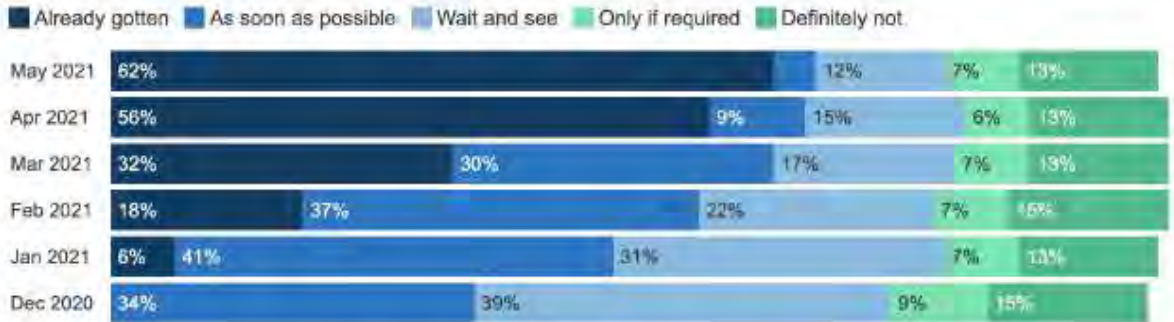 Already gotten As soon as possible Wait and see Only if required Definitely not
May 2021 62% 12% 7% 13%
Apr 2021 56% 9% 15% 6% 13%
Mar 2021 32% 30% 17% 7% 13%
Feb 2021 18% 37% 22% 7% 15%
Jan 2021 6% 41% 31% 7% 13%
Dec 2020 34% 39% 9% 15%